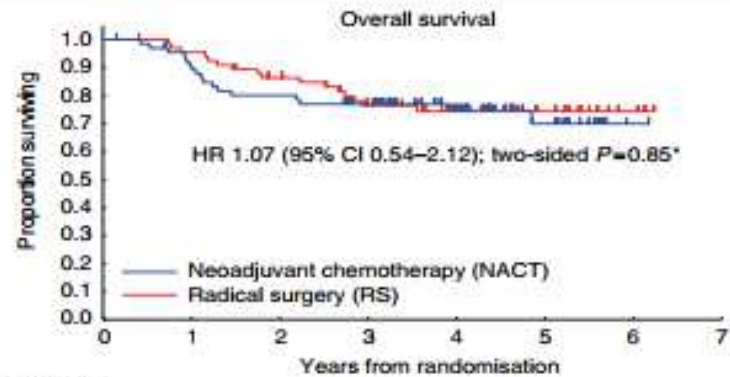 Overall survival
Proportion surviving
1.0
0.9
0.8
0.7
0.6
0.5
0.4
0.3
0.2
0.1
0.0
HR 1.07 (95% CI 0.54–2.12); two-sided P=0.85*
Neoadjuvant chemotherapy (NACT)
Radical surgery (RS)
0 1 2 3 4 5 6 7
Years from randomisation